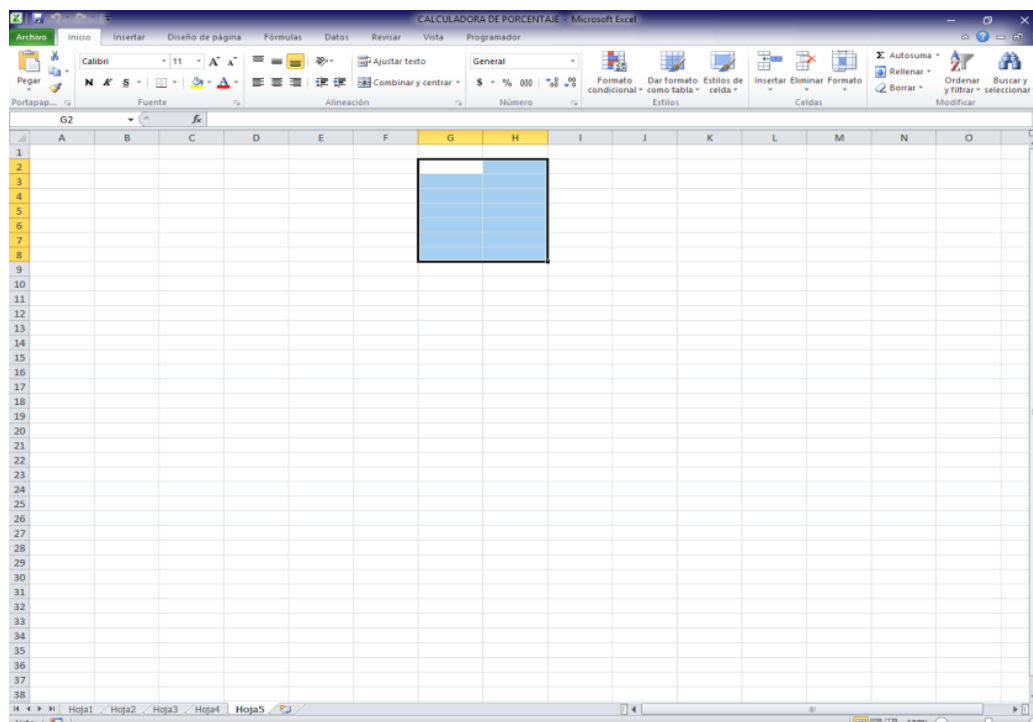 CALCULADORA DE PORCENTAJE - Microsoft Excel
Archivo Inicio Insertar Diseño de página Fórmulas Datos Revisar Vista Programador
Pegar
Calibri 11
N K S
A A
A
Ajustar texto
Combinar y centrar
General
$ % 000
Formato condicional
Dar formato como tabla
Estilos de celda
Insertar Eliminar Formato
Σ Autosuma
Rellenar
Borrar
Ordenar y filtrar
Buscar y seleccionar
Portapap... Fuente Alineación Número Estilos Celdas Modificar
G2 fx
A B C D E F G H I J K L M N O
1
2
3
4
5
6
7
8
9
10
11
12
13
14
15
16
17
18
19
20
21
22
23
24
25
26
27
28
29
30
31
32
33
34
35
36
37
38
Hoja1 Hoja2 Hoja3 Hoja4 Hoja5